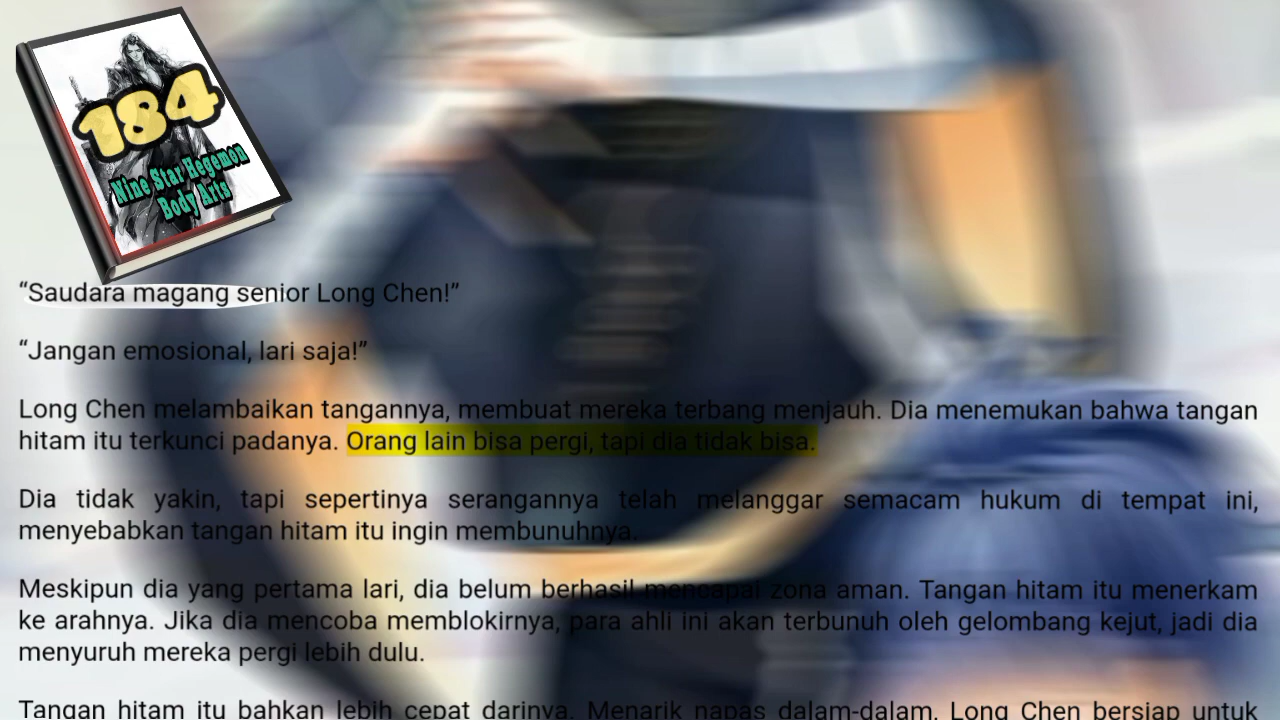 184
Nine Star Hegemon
Body Arts
“Saudara magang senior Long Chen!”
“Jangan emosional, lari saja!”
Long Chen melambaikan tangannya, membuat mereka terbang menjauh. Dia menemukan bahwa tangan
hitam itu terkunci padanya. Orang lain bisa pergi, tapi dia tidak bisa.
Dia tidak yakin, tapi sepertinya serangannya telah melanggar semacam hukum di tempat ini,
menyebabkan tangan hitam itu ingin membunuhnya.
Meskipun dia yang pertama lari, dia belum berhasil mencapai zona aman. Tangan hitam itu menerkam
ke arahnya. Jika dia mencoba memblokirnya, para ahli ini akan terbunuh oleh gelombang kejut, jadi dia
menyuruh mereka pergi lebih dulu.
Tangan hitam itu bahkan lebih cepat darinya. Menarik napas dalam-dalam, Long Chen bersiap untuk